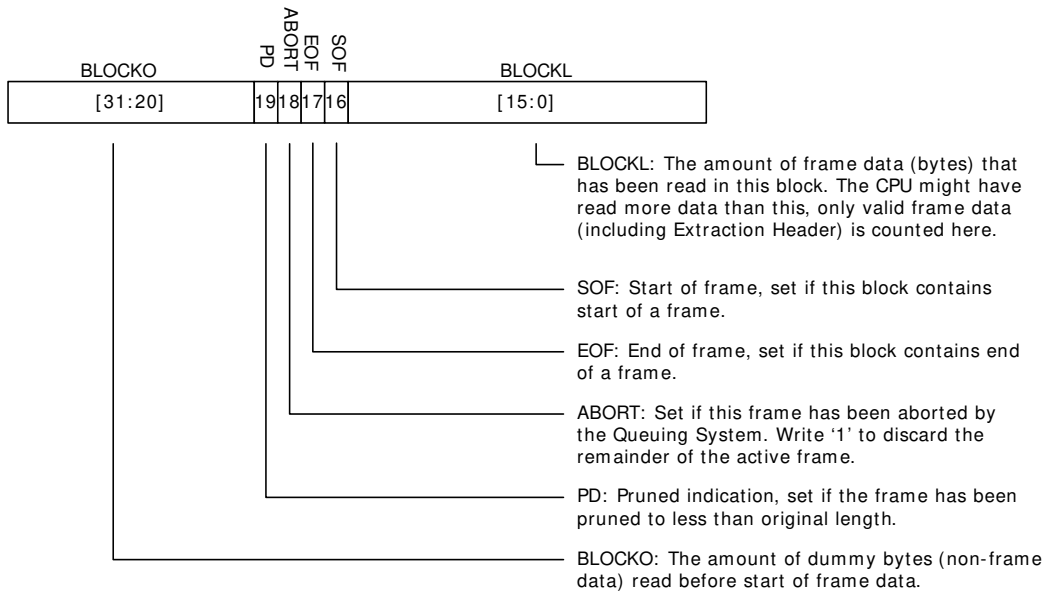 PD ABORT EOF SOF
BLOCKO BLOCKL
[31:20] 19 18 17 16 [15:0]
BLOCKL: The amount of frame data (bytes) that
has been read in this block. The CPU might have
read more data than this, only valid frame data
(including Extraction Header) is counted here.
SOF: Start of frame, set if this block contains
start of a frame.
EOF: End of frame, set if this block contains end
of a frame.
ABORT: Set if this frame has been aborted by
the Queuing System. Write ‘1’ to discard the
remainder of the active frame.
PD: Pruned indication, set if the frame has been
pruned to less than original length.
BLOCKO: The amount of dummy bytes (non-frame
data) read before start of frame data.